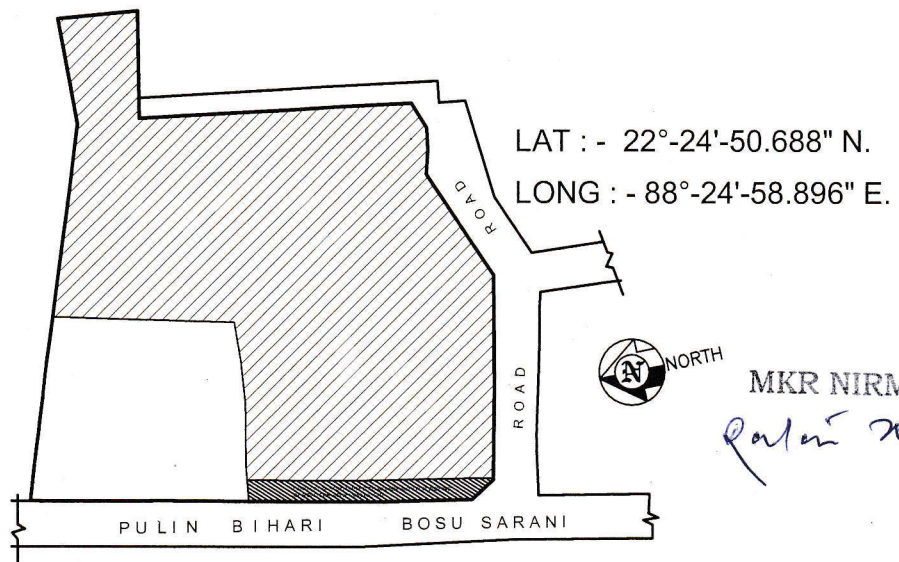 LAT : - 22°-24'-50.688" N.
LONG : - 88°-24'-58.896" E.
ROAD
ROAD
N
NORTH
MKR NIRM
PULIN BIHARI BOSU SARANI